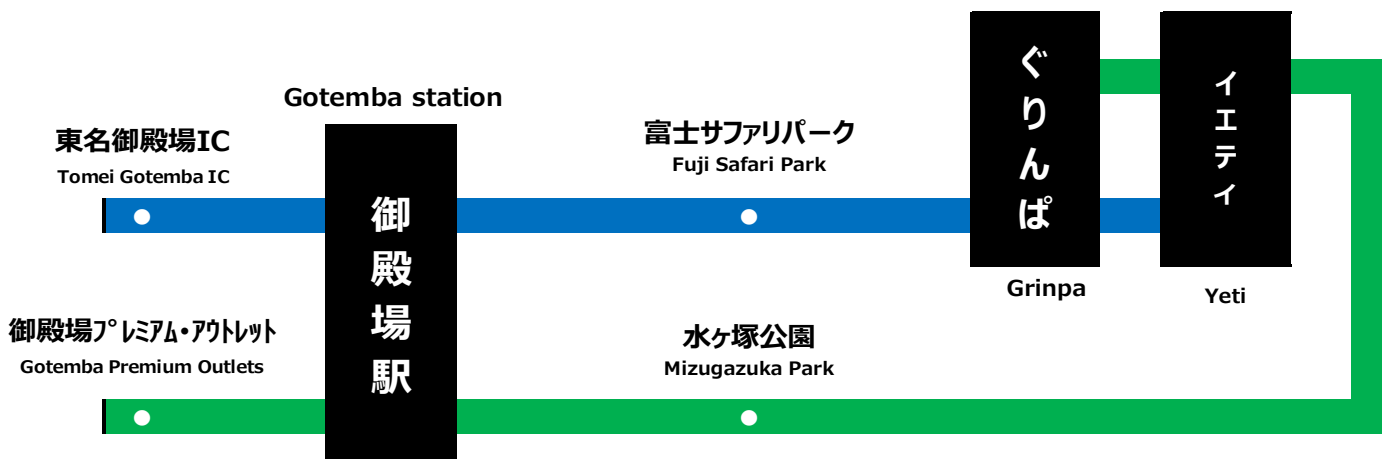 Gotemba station
御殿場駅
東名御殿場IC
Tomei Gotemba IC
富士サファリパーク
Fuji Safari Park
ぐりんぱ
Grinpa
イエティ
Yeti
御殿場ﾌﾟﾚﾐｱﾑ・ｱｳﾄﾚｯﾄ
Gotemba Premium Outlets
水ヶ塚公園
Mizugazuka Park